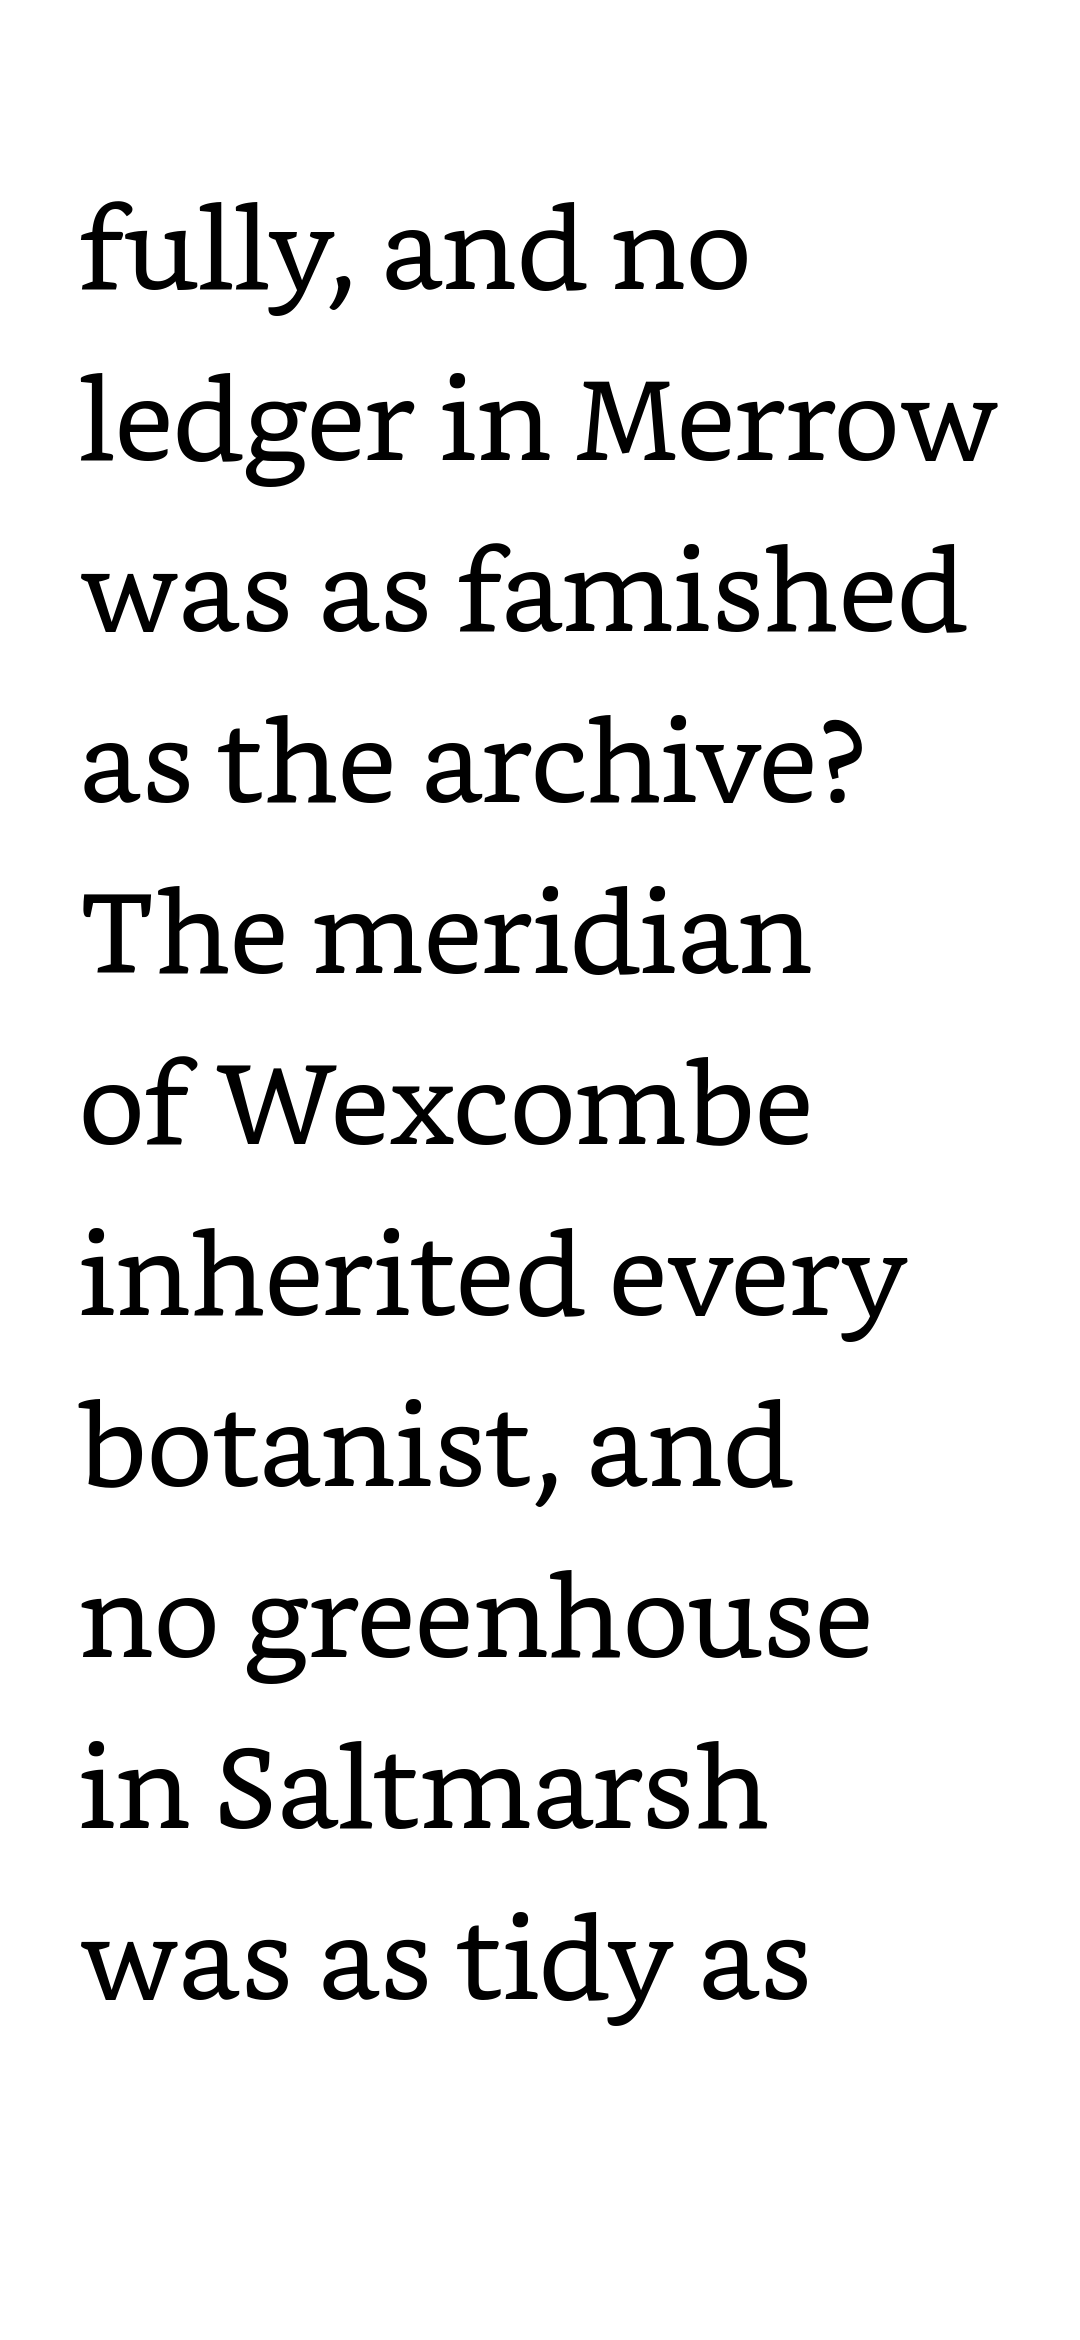 fully, and no
ledger in Merrow
was as famished
as the archive?
The meridian
of Wexcombe
inherited every
botanist, and
no greenhouse
in Saltmarsh
was as tidy as